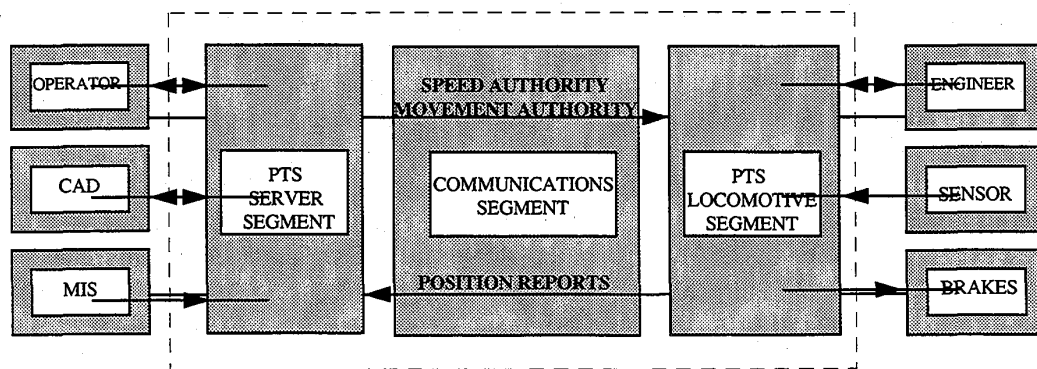 OPERATOR
SPEED AUTHORITY
MOVEMENT AUTHORITY
ENGINEER
CAD
PTS
SERVER
SEGMENT
COMMUNICATIONS
SEGMENT
PTS
LOCOMOTIVE
SEGMENT
SENSOR
MIS
POSITION REPORTS
BRAKES